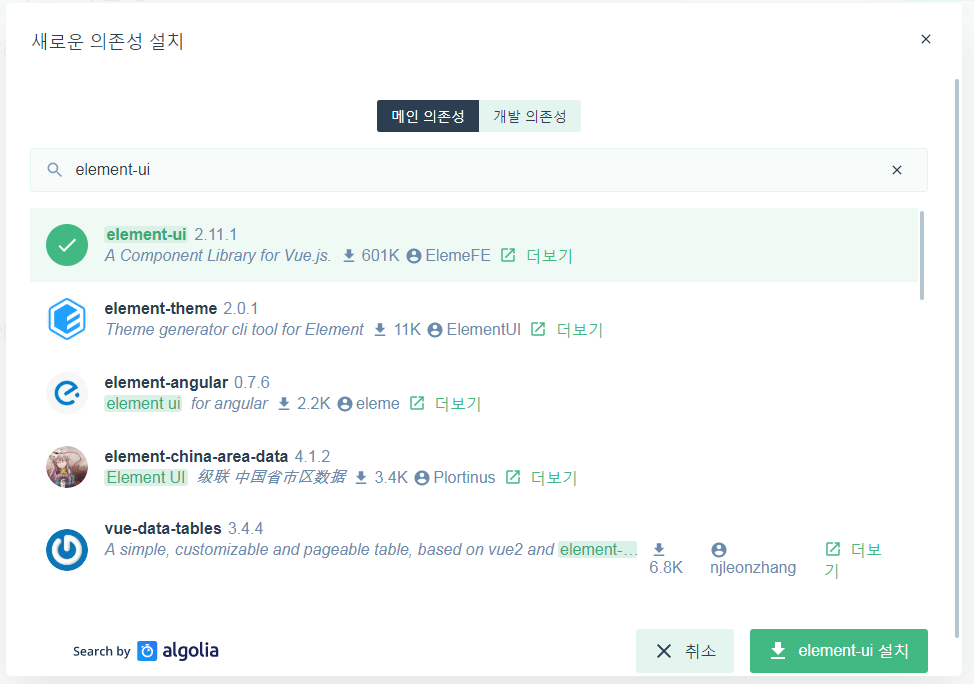 새로운 의존성 설치
메인 의존성 개발 의존성
element-ui
element-ui 2.11.1
A Component Library for Vue.js. 601K ElemeFE 더보기
element-theme 2.0.1
Theme generator cli tool for Element 11K ElementUI 더보기
element-angular 0.7.6
element ui for angular 2.2K eleme 더보기
element-china-area-data 4.1.2
Element UI 级联 中国省市区数据 3.4K Plortinus 더보기
vue-data-tables 3.4.4
A simple, customizable and pageable table, based on vue2 and element-... 6.8K njleonzhang 더보
기
Search by algolia 취소 element-ui 설치